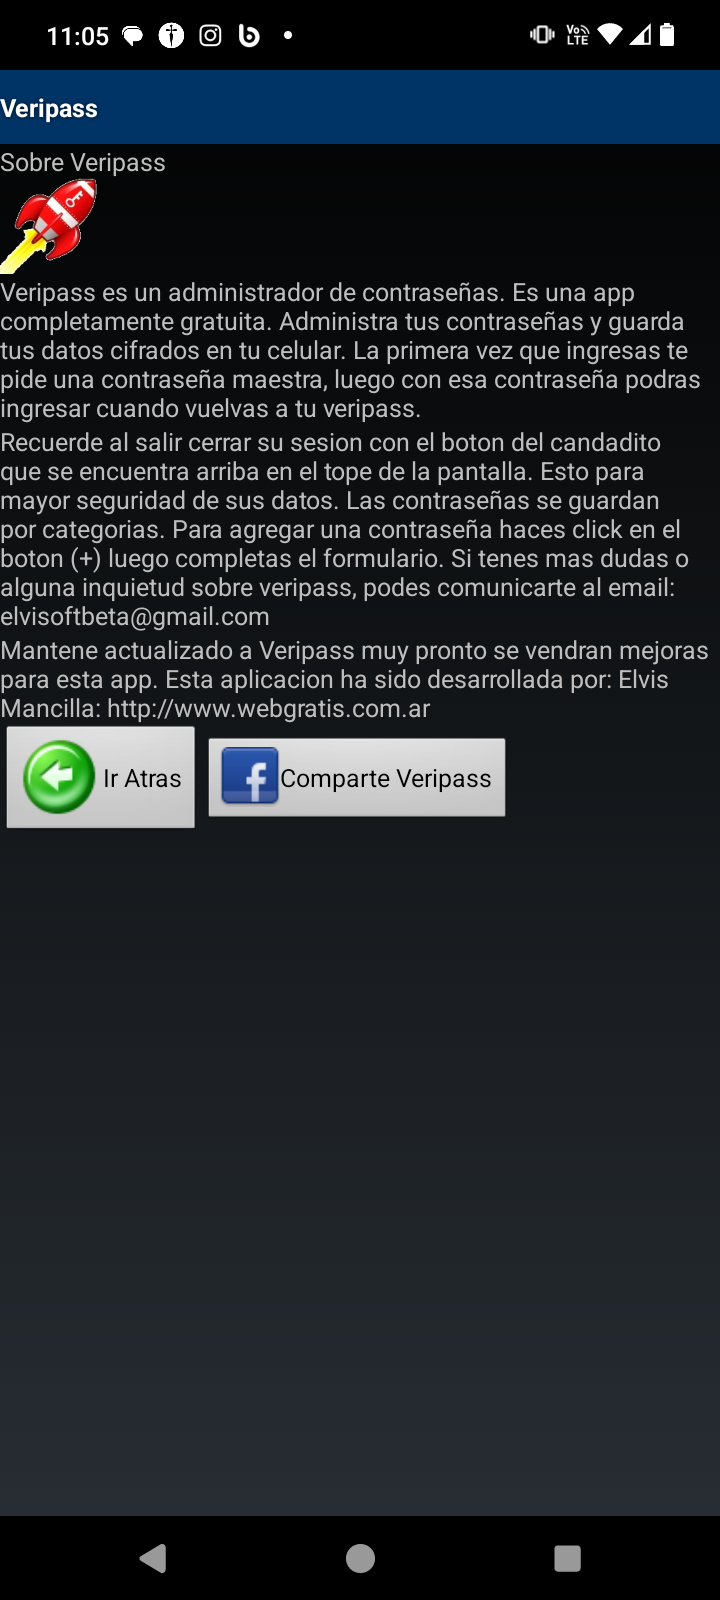 11:05
Vo LTE
Veripass
Sobre Veripass
Veripass es un administrador de contraseñas. Es una app
completamente gratuita. Administra tus contraseñas y guarda
tus datos cifrados en tu celular. La primera vez que ingresas te
pide una contraseña maestra, luego con esa contraseña podras
ingresar cuando vuelvas a tu veripass.
Recuerde al salir cerrar su sesion con el boton del candadito
que se encuentra arriba en el tope de la pantalla. Esto para
mayor seguridad de sus datos. Las contraseñas se guardan
por categorias. Para agregar una contraseña haces click en el
boton (+) luego completas el formulario. Si tenes mas dudas o
alguna inquietud sobre veripass, podes comunicarte al email:
elvisoftbeta@gmail.com
Mantene actualizado a Veripass muy pronto se vendran mejoras
para esta app. Esta aplicacion ha sido desarrollada por: Elvis
Mancilla: http://www.webgratis.com.ar
Ir Atras
Comparte Veripass